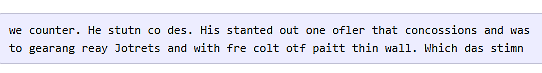 we counter. He stutn co des. His stanted out one ofler that concossions and was
to gearang reay Jotrets and with fre colt otf paitt thin wall. Which das stimn